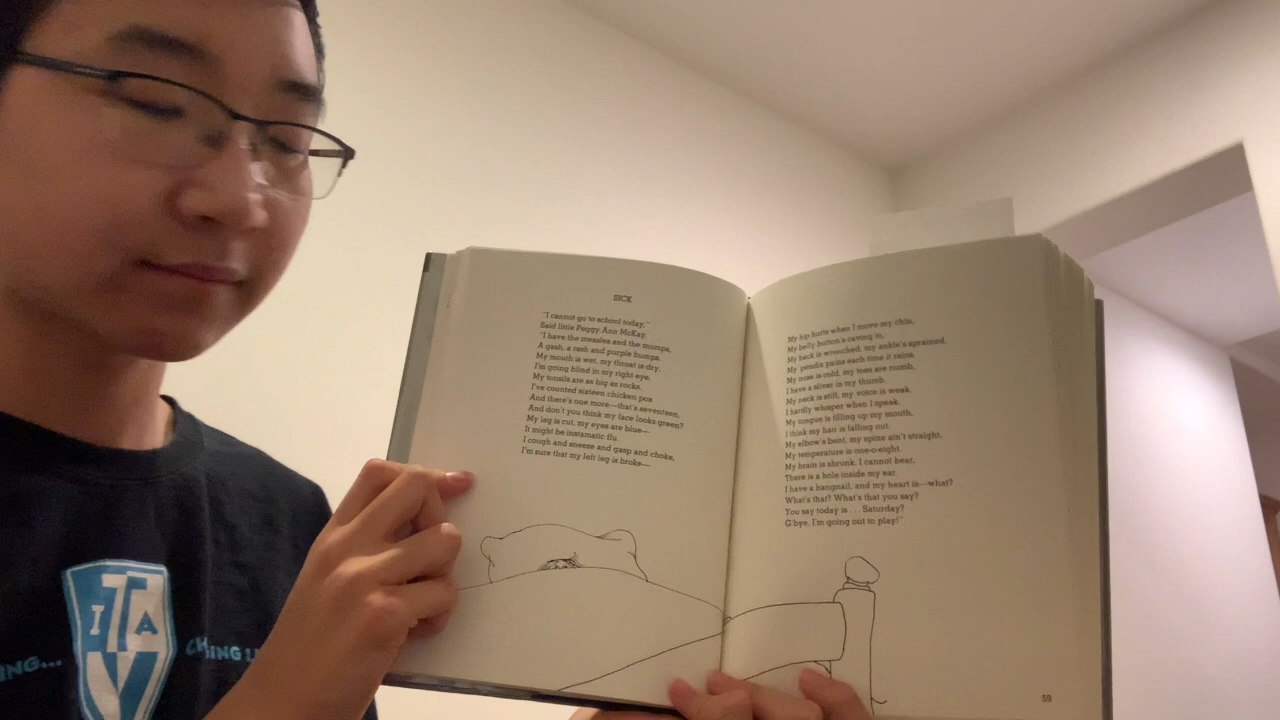 SICK
"I cannot go to school today,"
Said little Peggy Ann McKay.
"I have the measles and the mumps,
A gash, a rash and purple bumps.
My mouth is wet, my throat is dry,
I'm going blind in my right eye.
My tonsils are as big as rocks,
I've counted sixteen chicken pox
And there's one more—that's seventeen,
And don't you think my face looks green?
My leg is cut, my eyes are blue—
It might be instamatic flu.
I cough and sneeze and gasp and choke,
I'm sure that my left leg is broke—
My hip hurts when I move my chin,
My belly button's caving in,
My back is wrenched, my ankle's sprained,
My 'pendix pains each time it rains.
My nose is cold, my toes are numb,
I have a sliver in my thumb.
My neck is stiff, my voice is weak,
I hardly whisper when I speak.
My tongue is filling up my mouth,
I think my hair is falling out.
My elbow's bent, my spine ain't straight,
My temperature is one-o-eight.
My brain is shrunk, I cannot hear,
There is a hole inside my ear.
I have a hangnail, and my heart is—what?
What's that? What's that you say?
You say today is . . . Saturday?
G'bye, I'm going out to play!"
59
ITA
ING...